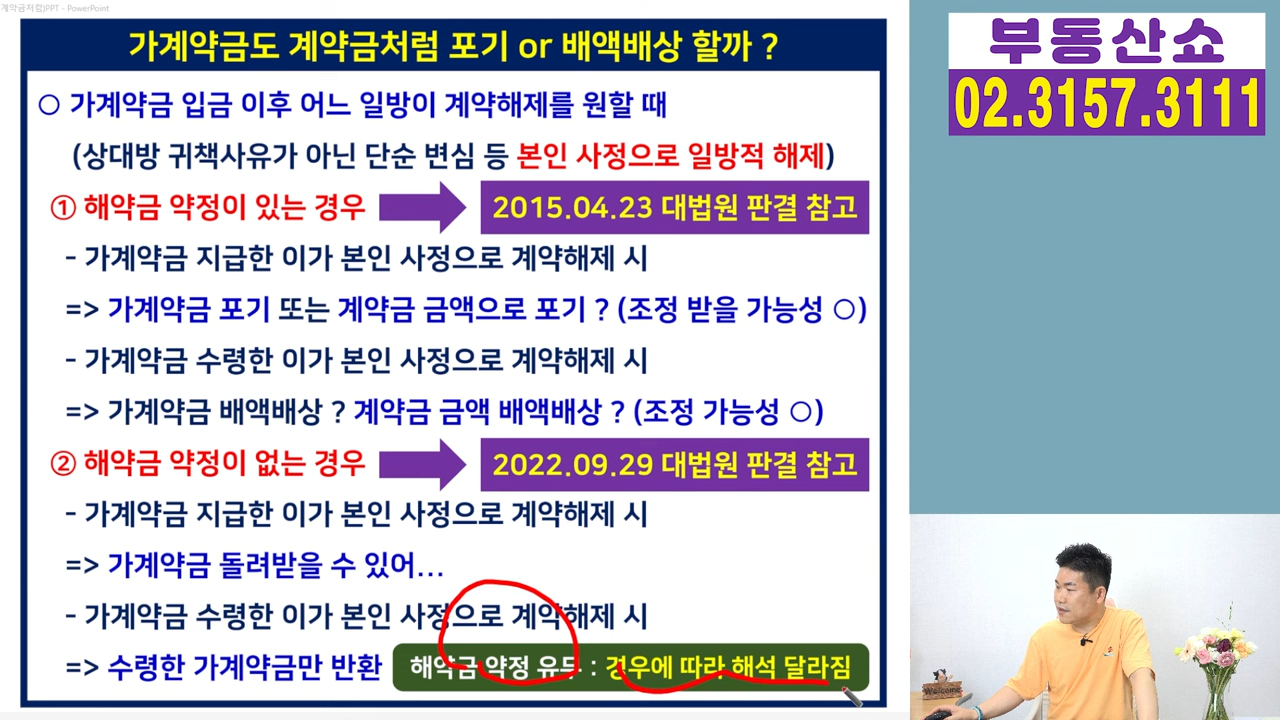 계약금처럼)PPT - PowerPoint
가계약금도 계약금처럼 포기 or 배액배상 할까 ?
○ 가계약금 입금 이후 어느 일방이 계약해제를 원할 때
(상대방 귀책사유가 아닌 단순 변심 등 본인 사정으로 일방적 해제)
① 해약금 약정이 있는 경우
2015.04.23 대법원 판결 참고
- 가계약금 지급한 이가 본인 사정으로 계약해제 시
=> 가계약금 포기 또는 계약금 금액으로 포기 ? (조정 받을 가능성 ○)
- 가계약금 수령한 이가 본인 사정으로 계약해제 시
=> 가계약금 배액배상 ? 계약금 금액 배액배상 ? (조정 가능성 ○)
② 해약금 약정이 없는 경우
2022.09.29 대법원 판결 참고
- 가계약금 지급한 이가 본인 사정으로 계약해제 시
=> 가계약금 돌려받을 수 있어...
- 가계약금 수령한 이가 본인 사정으로 계약해제 시
=> 수령한 가계약금만 반환
해약금 약정 유무 : 경우에 따라 해석 달라짐
부동산쇼
02.3157.3111
Welcome